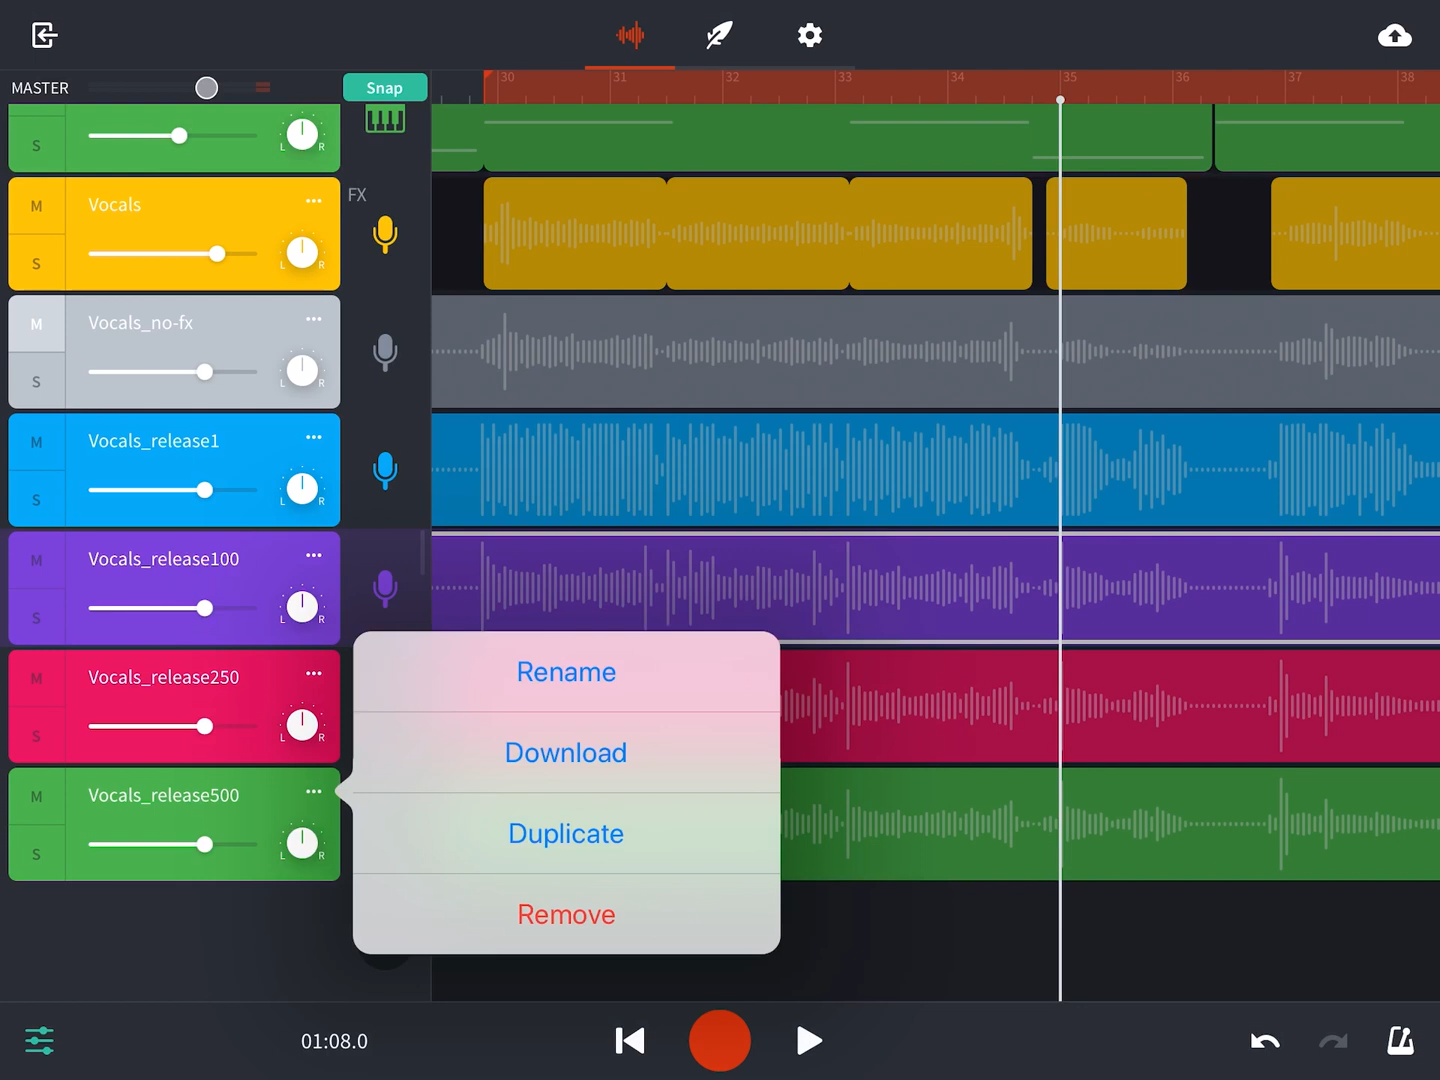 MASTER
Snap
30 31 32 33 34 35 36 37 38
S
L R
M Vocals ...
FX
S
L R
M Vocals_no-fx ...
S
L R
M Vocals_release1 ...
S
L R
M Vocals_release100 ...
S
L R
M Vocals_release250 ...
S
L R
M Vocals_release500 ...
S
L R
Rename
Download
Duplicate
Remove
01:08.0